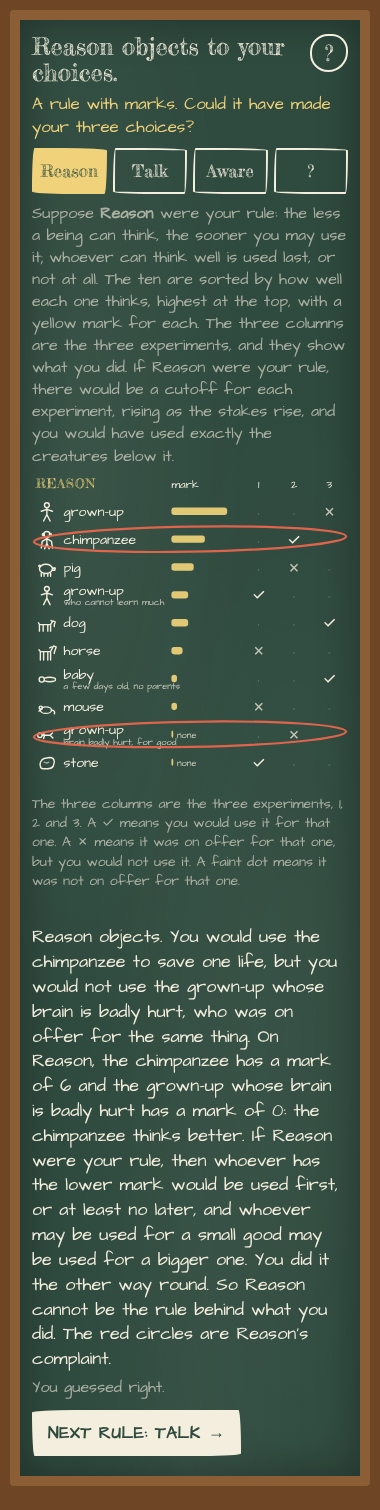 Reason objects to your
choices.
?
A rule with marks. Could it have made
your three choices?
Reason Talk Aware ?
Suppose Reason were your rule: the less
a being can think, the sooner you may use
it; whoever can think well is used last, or
not at all. The ten are sorted by how well
each one thinks, highest at the top, with a
yellow mark for each. The three columns
are the three experiments, and they show
what you did. If Reason were your rule,
there would be a cutoff for each
experiment, rising as the stakes rise, and
you would have used exactly the
creatures below it.
REASON mark 1 2 3
grown-up ×
chimpanzee ✓
pig ×
grown-up ✓
who cannot learn much
dog ✓
horse ×
baby ✓
a few days old, no parents
mouse ×
grown-up none ×
brain badly hurt, for good
stone none ✓
The three columns are the three experiments, 1,
2 and 3. A ✓ means you would use it for that
one. A × means it was on offer for that one,
but you would not use it. A faint dot means it
was not on offer for that one.
Reason objects. You would use the
chimpanzee to save one life, but you
would not use the grown-up whose
brain is badly hurt, who was on
offer for the same thing. On
Reason, the chimpanzee has a mark
of 6 and the grown-up whose brain
is badly hurt has a mark of 0: the
chimpanzee thinks better. If Reason
were your rule, then whoever has
the lower mark would be used first,
or at least no later, and whoever
may be used for a small good may
be used for a bigger one. You did it
the other way round. So Reason
cannot be the rule behind what you
did. The red circles are Reason's
complaint.
You guessed right.
NEXT RULE: TALK →